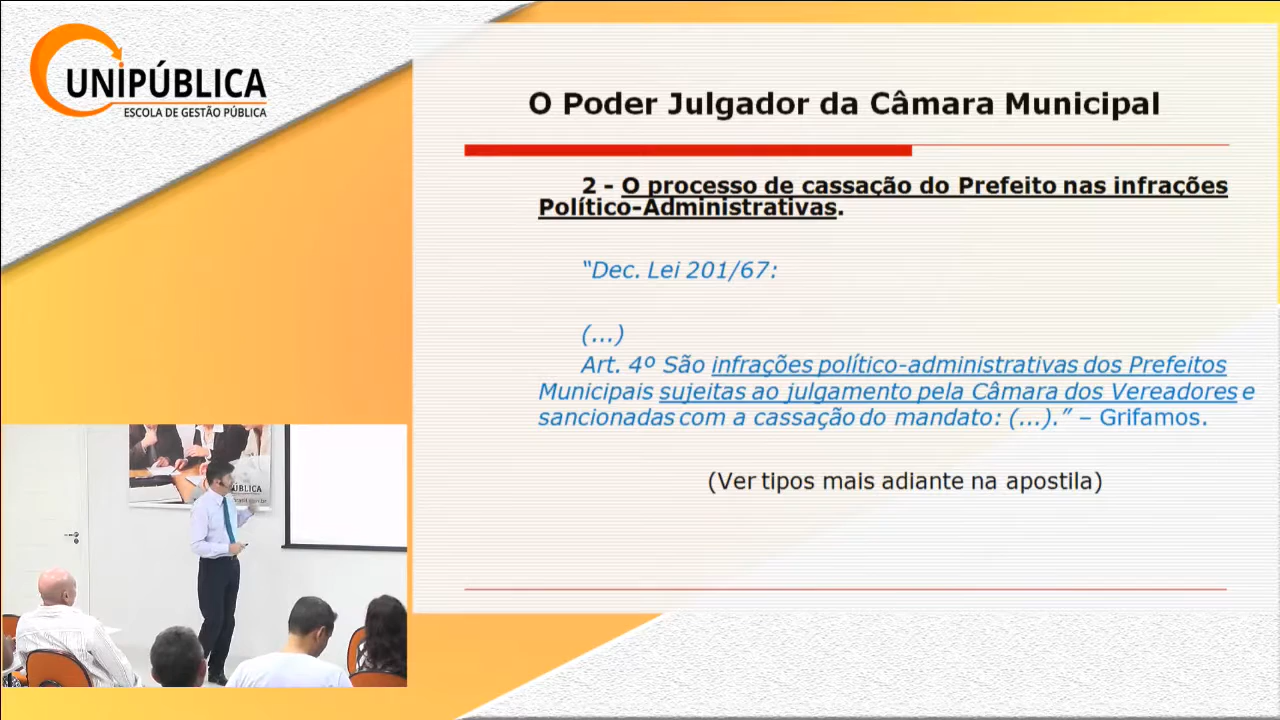 UNIPÚBLICA
ESCOLA DE GESTÃO PÚBLICA
O Poder Julgador da Câmara Municipal
2 - O processo de cassação do Prefeito nas infrações
Político-Administrativas.
“Dec. Lei 201/67:
(...)
Art. 4º São infrações político-administrativas dos Prefeitos
Municipais sujeitas ao julgamento pela Câmara dos Vereadores e
sancionadas com a cassação do mandato: (...).” – Grifamos.
(Ver tipos mais adiante na apostila)